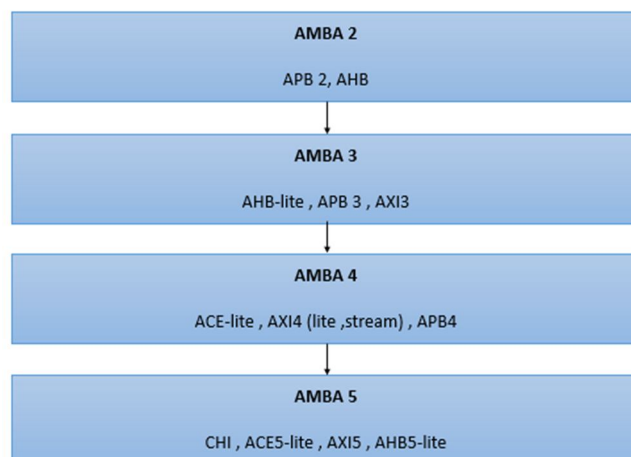 AMBA 2
APB 2, AHB
AMBA 3
AHB-lite , APB 3 , AXI3
AMBA 4
ACE-lite , AXI4 (lite ,stream) , APB4
AMBA 5
CHI , ACE5-lite , AXI5 , AHB5-lite